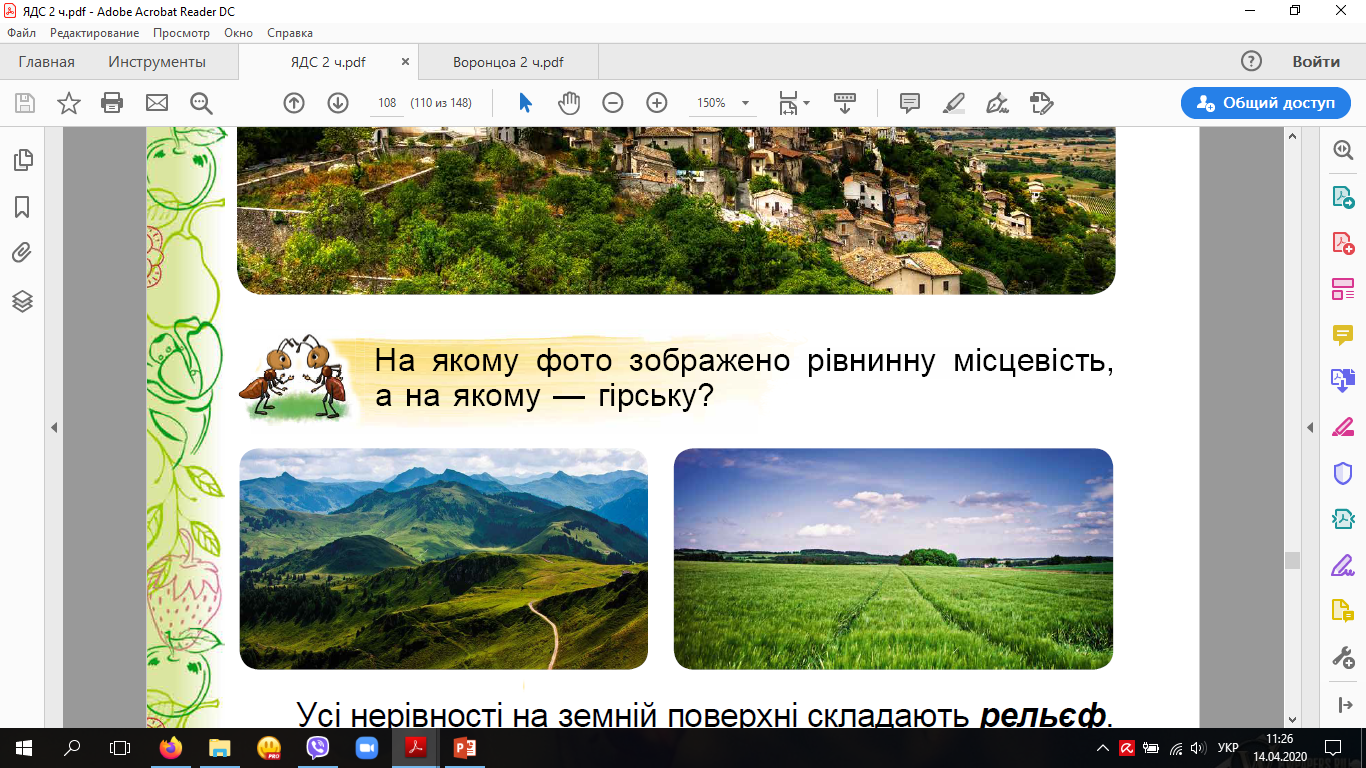 ЯДС 2 ч.pdf - Adobe Acrobat Reader DC
Файл Редактирование Просмотр Окно Справка
Главная Инструменты ЯДС 2 ч.pdf × Воронцоа 2 ч.pdf ? Войти
108 (110 из 148) 150% Общий доступ
На якому фото зображено рівнинну місцевість,
а на якому — гірську?
Усі нерівності на земній поверхні складають рельєф.
PRO
УКР
11:26
14.04.2020